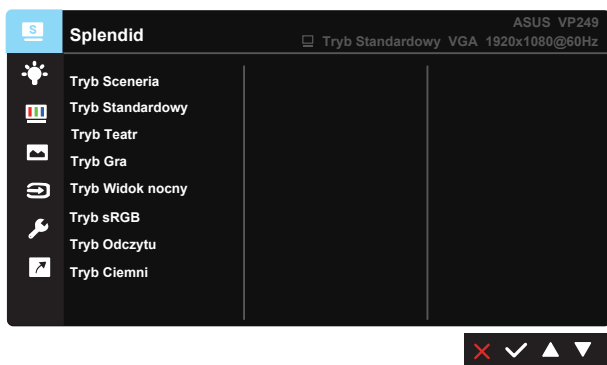 S
Splendid
ASUS VP249
Tryb Standardowy VGA 1920x1080@60Hz
Tryb Sceneria
Tryb Standardowy
Tryb Teatr
Tryb Gra
Tryb Widok nocny
Tryb sRGB
Tryb Odczytu
Tryb Ciemni